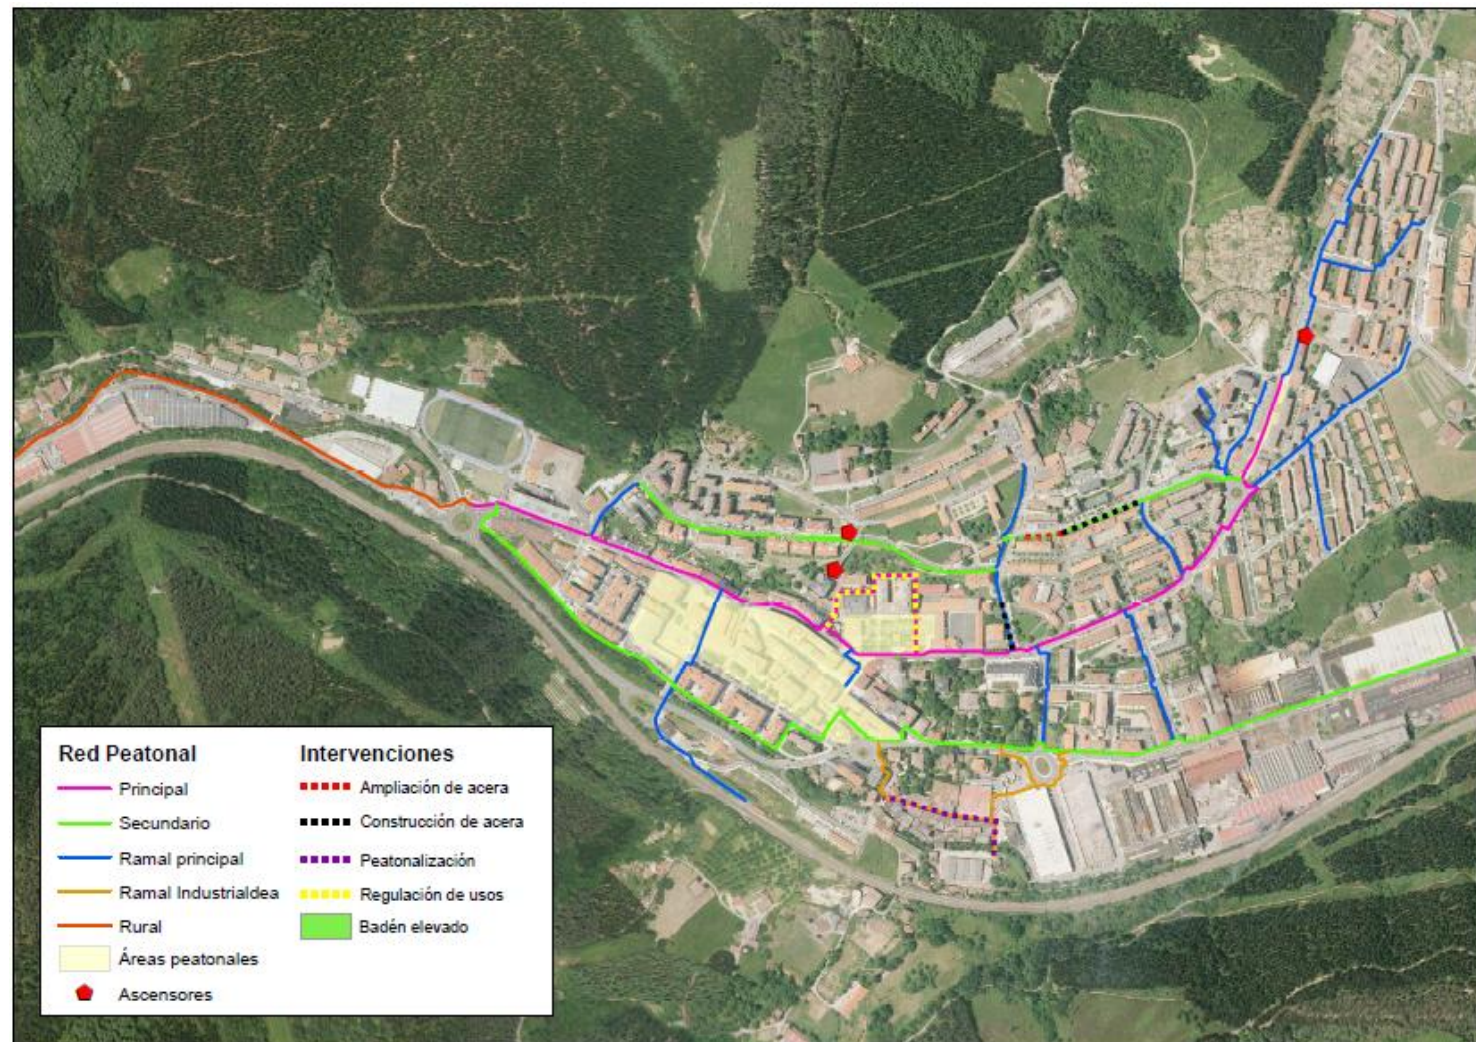 Red Peatonal
Principal
Secundario
Ramal principal
Ramal Industrialdea
Rural
Áreas peatonales
Ascensores
Intervenciones
Ampliación de acera
Construcción de acera
Peatonalización
Regulación de usos
Badén elevado